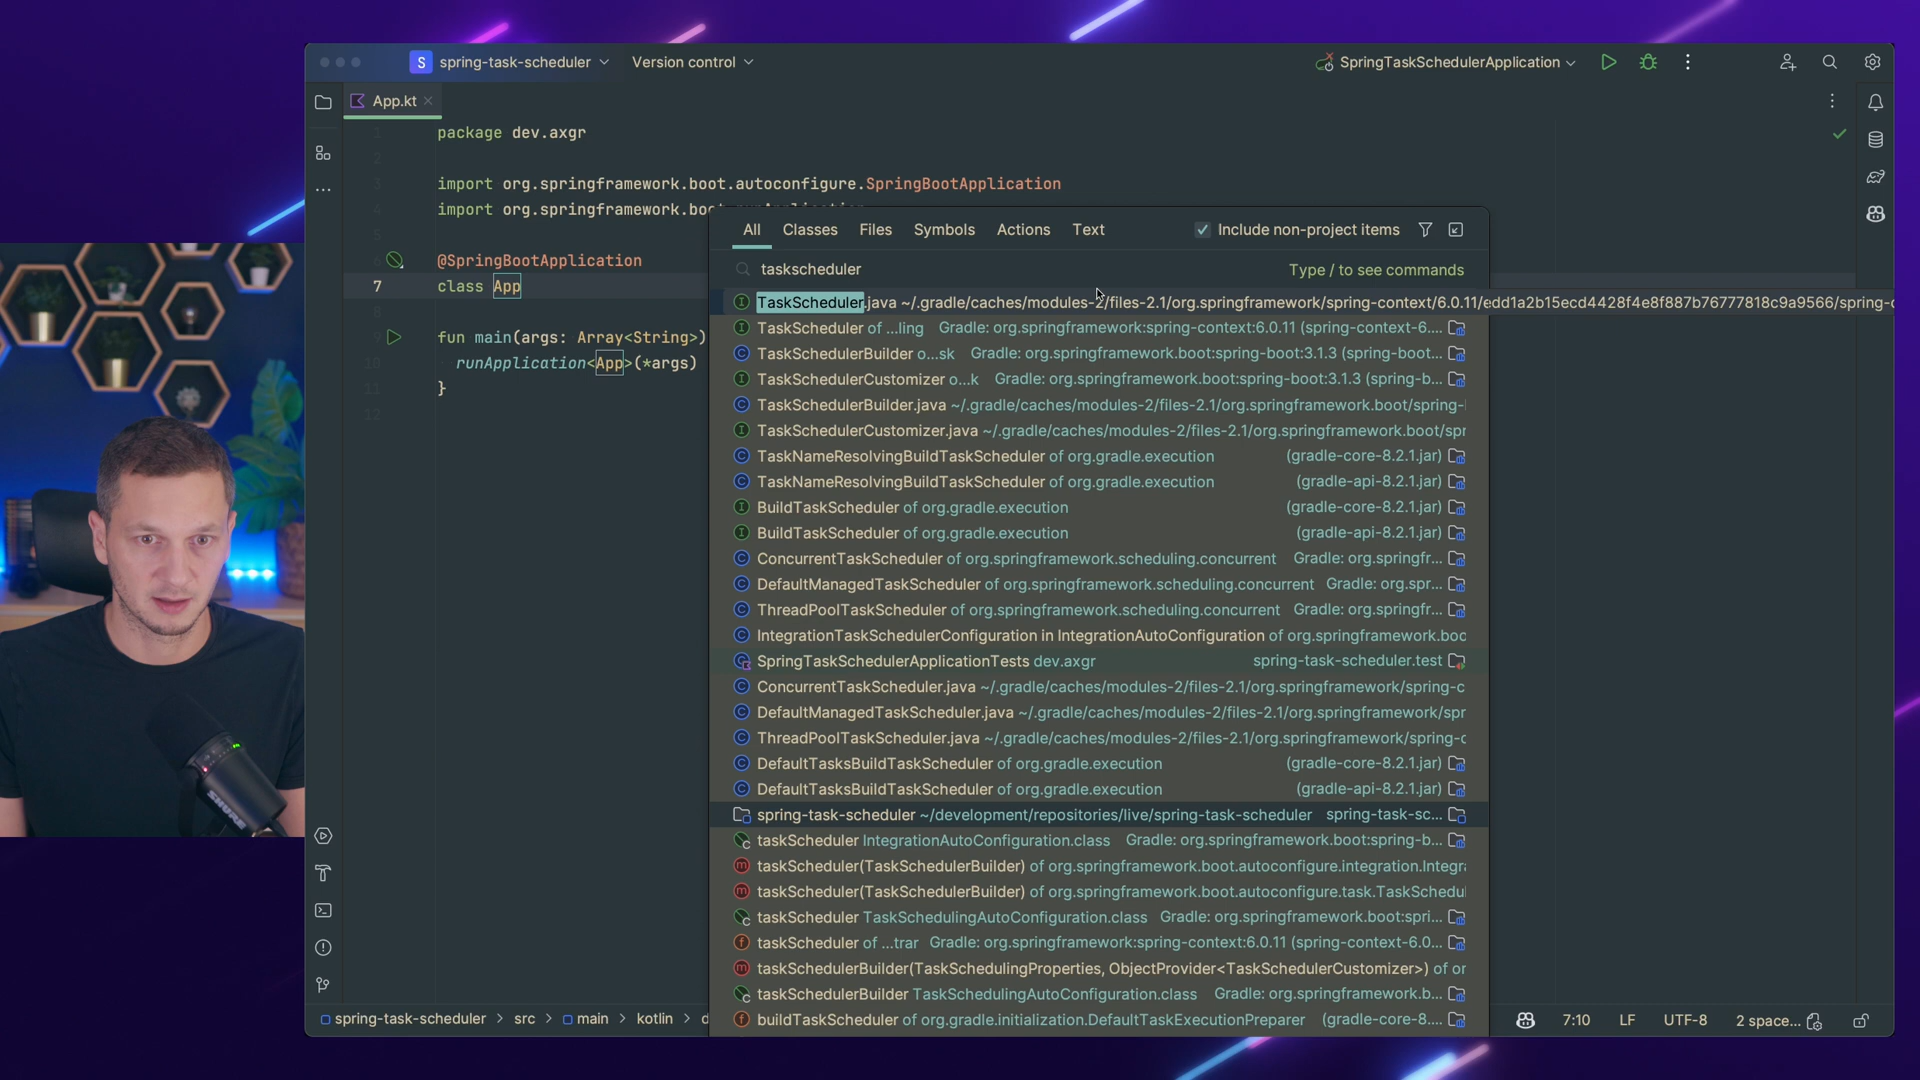 S spring-task-scheduler Version control SpringTaskSchedulerApplication
App.kt
1 package dev.axgr
2
3 import org.springframework.boot.autoconfigure.SpringBootApplication
4 import org.springframework.boot.runApplication
5
6 @SpringBootApplication
7 class App
8
9 fun main(args: Array<String>)
10 runApplication<App>(*args)
11 }
12
All Classes Files Symbols Actions Text Include non-project items
taskscheduler Type / to see commands
TaskScheduler.java ~/.gradle/caches/modules-2/files-2.1/org.springframework/spring-context/6.0.11/edd1a2b15ecd4428f4e8f887b76777818c9a9566/spring-c
TaskScheduler of ...ling Gradle: org.springframework:spring-context:6.0.11 (spring-context-6....
TaskSchedulerBuilder o...sk Gradle: org.springframework.boot:spring-boot:3.1.3 (spring-boot...
TaskSchedulerCustomizer o...k Gradle: org.springframework.boot:spring-boot:3.1.3 (spring-b...
TaskSchedulerBuilder.java ~/.gradle/caches/modules-2/files-2.1/org.springframework.boot/spring-
TaskSchedulerCustomizer.java ~/.gradle/caches/modules-2/files-2.1/org.springframework.boot/spr
TaskNameResolvingBuildTaskScheduler of org.gradle.execution (gradle-core-8.2.1.jar)
TaskNameResolvingBuildTaskScheduler of org.gradle.execution (gradle-api-8.2.1.jar)
BuildTaskScheduler of org.gradle.execution (gradle-core-8.2.1.jar)
BuildTaskScheduler of org.gradle.execution (gradle-api-8.2.1.jar)
ConcurrentTaskScheduler of org.springframework.scheduling.concurrent Gradle: org.springfr...
DefaultManagedTaskScheduler of org.springframework.scheduling.concurrent Gradle: org.spr...
ThreadPoolTaskScheduler of org.springframework.scheduling.concurrent Gradle: org.springfr...
IntegrationTaskSchedulerConfiguration in IntegrationAutoConfiguration of org.springframework.boo
SpringTaskSchedulerApplicationTests dev.axgr spring-task-scheduler.test
ConcurrentTaskScheduler.java ~/.gradle/caches/modules-2/files-2.1/org.springframework/spring-c
DefaultManagedTaskScheduler.java ~/.gradle/caches/modules-2/files-2.1/org.springframework/spr
ThreadPoolTaskScheduler.java ~/.gradle/caches/modules-2/files-2.1/org.springframework/spring-c
DefaultTasksBuildTaskScheduler of org.gradle.execution (gradle-core-8.2.1.jar)
DefaultTasksBuildTaskScheduler of org.gradle.execution (gradle-api-8.2.1.jar)
spring-task-scheduler ~/development/repositories/live/spring-task-scheduler spring-task-sc...
taskScheduler IntegrationAutoConfiguration.class Gradle: org.springframework.boot:spring-b...
taskScheduler(TaskSchedulerBuilder) of org.springframework.boot.autoconfigure.integration.Integra
taskScheduler(TaskSchedulerBuilder) of org.springframework.boot.autoconfigure.task.TaskSchedul
taskScheduler TaskSchedulingAutoConfiguration.class Gradle: org.springframework.boot:spri...
taskScheduler of ...trar Gradle: org.springframework:spring-context:6.0.11 (spring-context-6.0...
taskSchedulerBuilder(TaskSchedulingProperties, ObjectProvider<TaskSchedulerCustomizer>) of or
taskSchedulerBuilder TaskSchedulingAutoConfiguration.class Gradle: org.springframework.b...
buildTaskScheduler of org.gradle.initialization.DefaultTaskExecutionPreparer (gradle-core-8....
spring-task-scheduler > src > main > kotlin > d 7:10 LF UTF-8 2 space...
SHURE